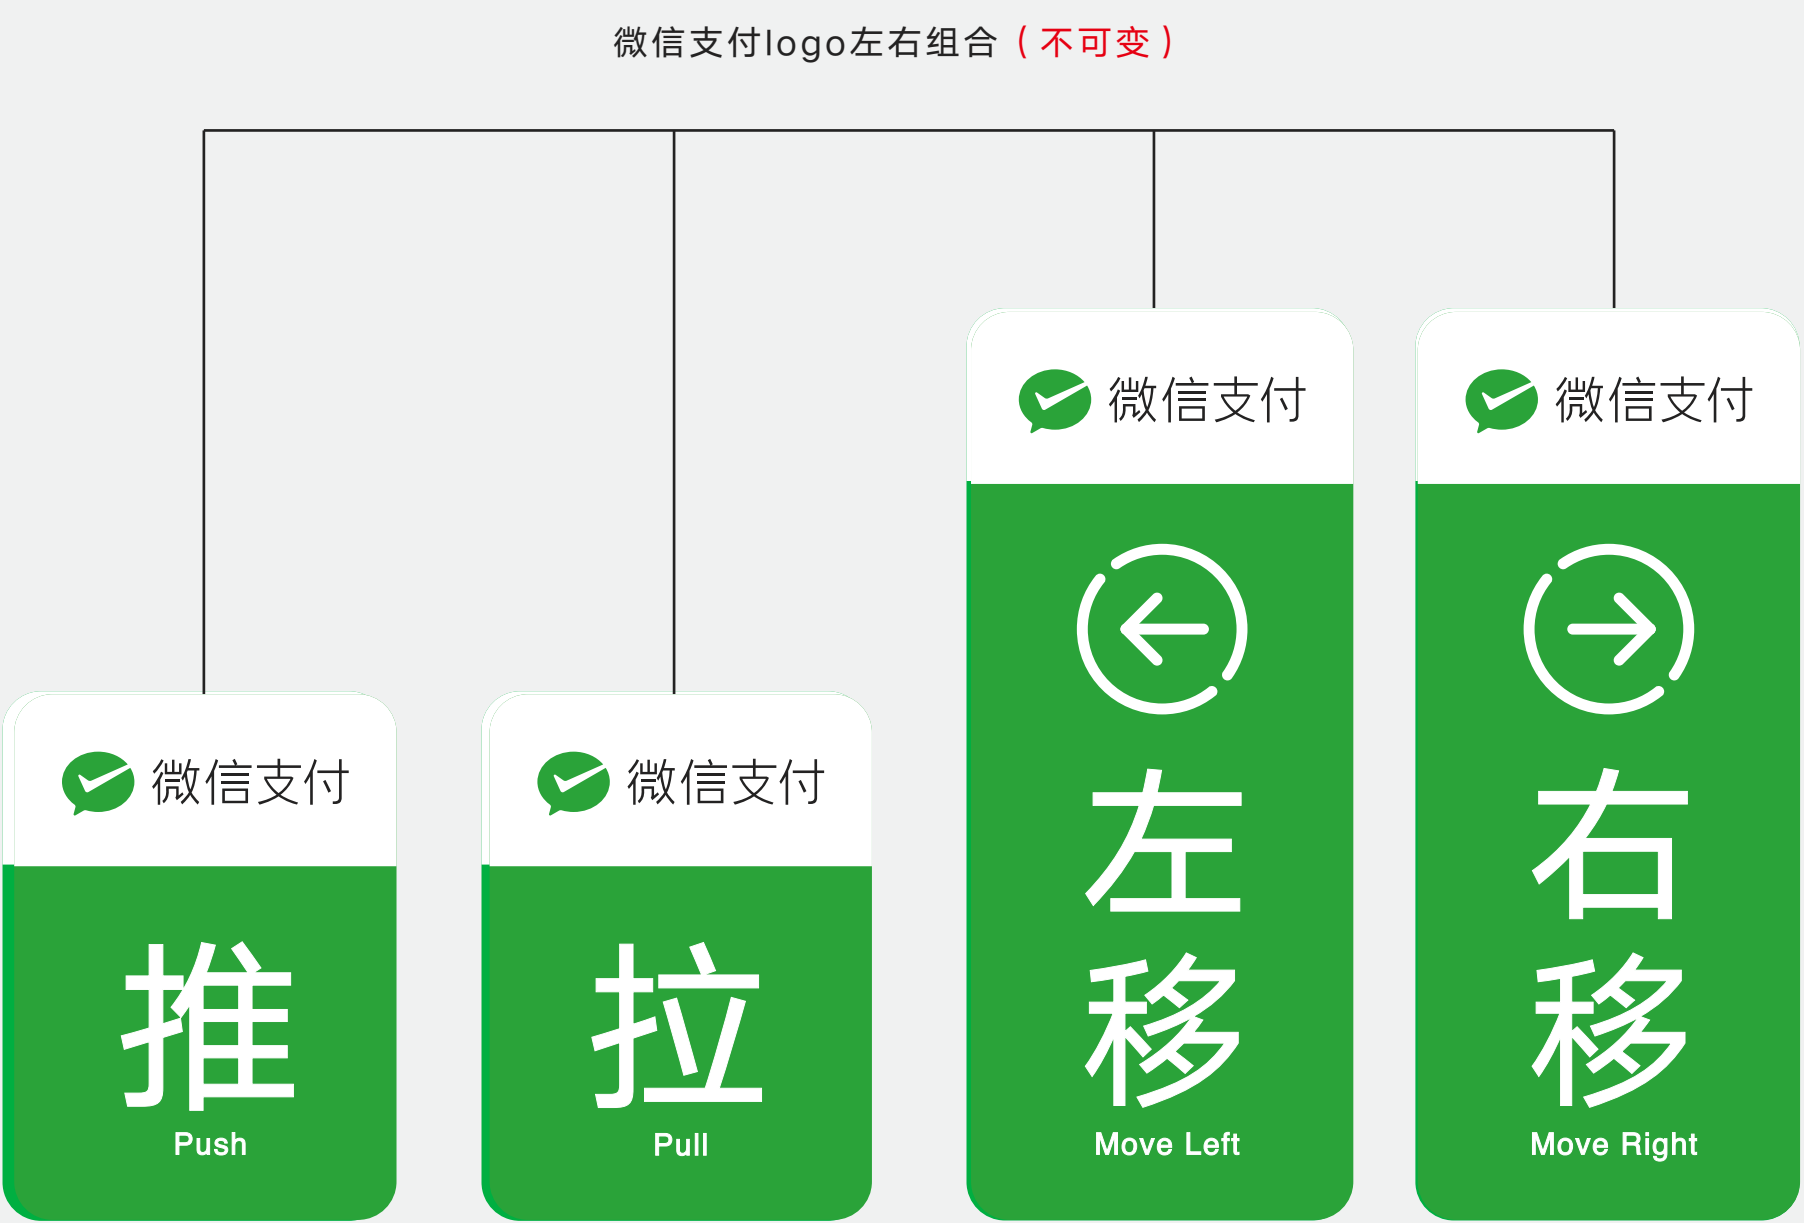 微信支付logo左右组合（不可变）
微信支付
推
Push
微信支付
拉
Pull
微信支付
左
移
Move Left
微信支付
右
移
Move Right